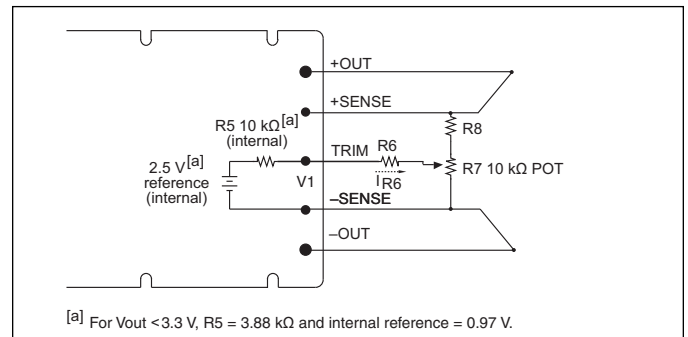 +OUT
+SENSE
R5 10 kΩ[a]
(internal)
R8
TRIM
R6
2.5 V[a]
reference
(internal)
V1
IR6
R7 10 kΩ POT
–SENSE
–OUT
[a] For Vout <3.3 V, R5 = 3.88 kΩ and internal reference = 0.97 V.